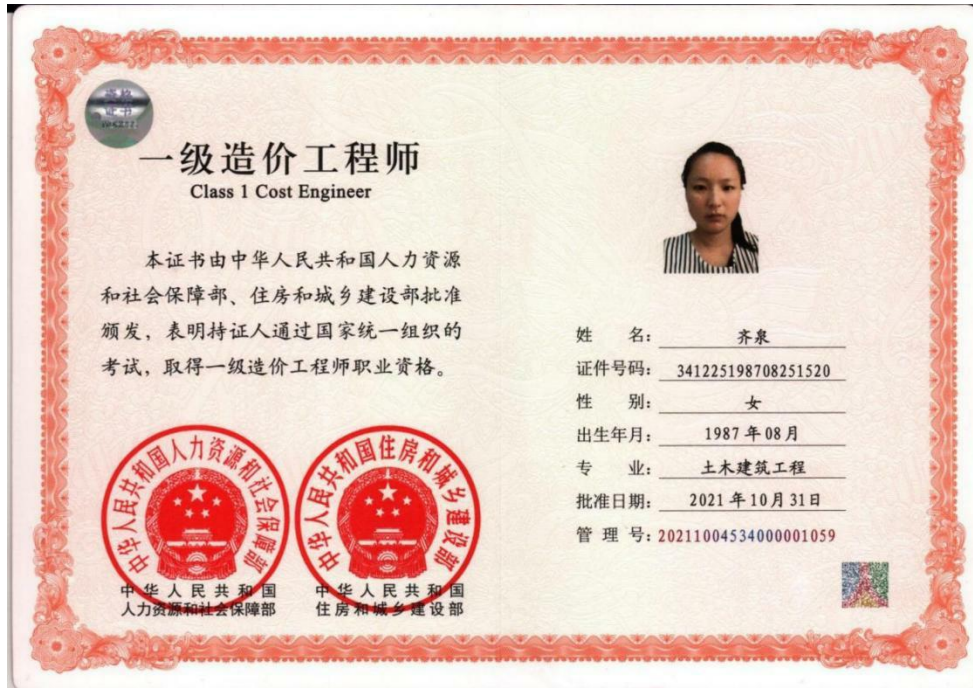 资格
证书
一级造价工程师
Class 1 Cost Engineer
本证书由中华人民共和国人力资源
和社会保障部、住房和城乡建设部批准
颁发，表明持证人通过国家统一组织的
考试，取得一级造价工程师职业资格。
中华人民共和国人力资源和社会保障部
中华人民共和国住房和城乡建设部
中华人民共和国
人力资源和社会保障部
中华人民共和国
住房和城乡建设部
姓 名： 齐泉
证件号码： 341225198708251520
性 别： 女
出生年月： 1987年08月
专 业： 土木建筑工程
批准日期： 2021年10月31日
管 理 号：20211004534000001059